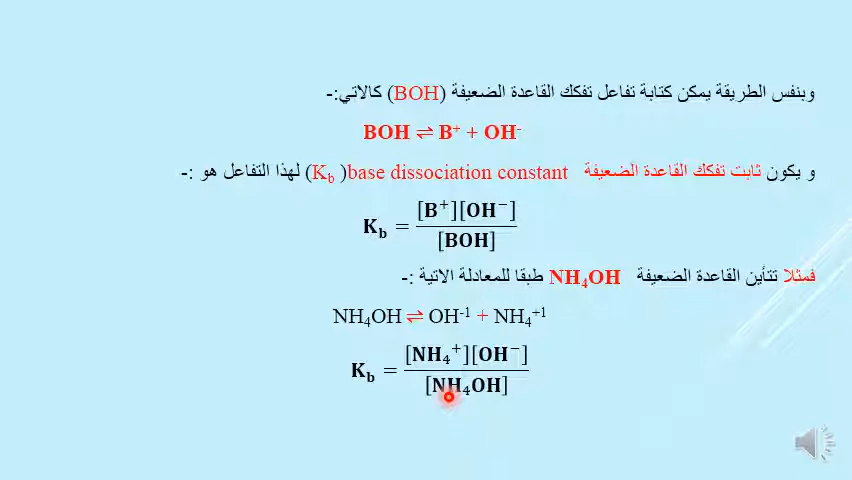 وبنفس الطريقة يمكن كتابة تفاعل تفكك القاعدة الضعيفة (BOH) كالاتي:-
BOH ⇌ B⁺ + OH⁻
و يكون ثابت تفكك القاعدة الضعيفة base dissociation constant( K_b) لهذا التفاعل هو :-
K_b = [B⁺][OH⁻] / [BOH]
فمثلا تتأين القاعدة الضعيفة NH₄OH طبقا للمعادلة الاتية :-
NH₄OH ⇌ OH⁻¹ + NH₄⁺¹
K_b = [NH₄⁺][OH⁻] / [NH₄OH]